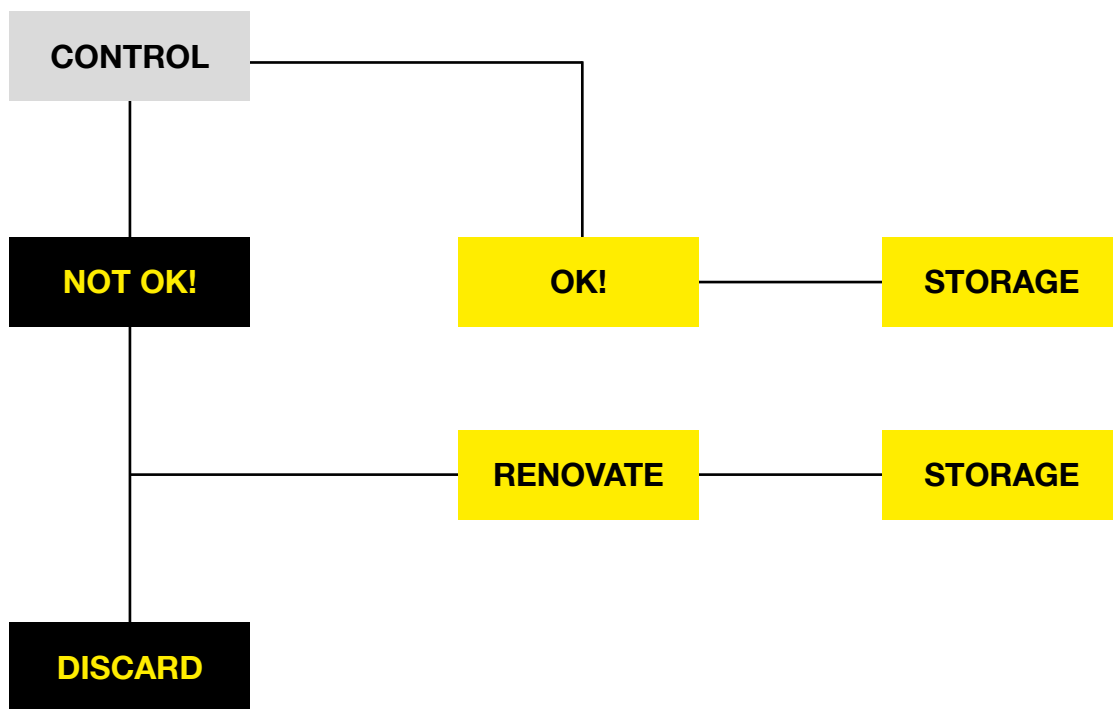 CONTROL
NOT OK!
OK!
STORAGE
RENOVATE
STORAGE
DISCARD